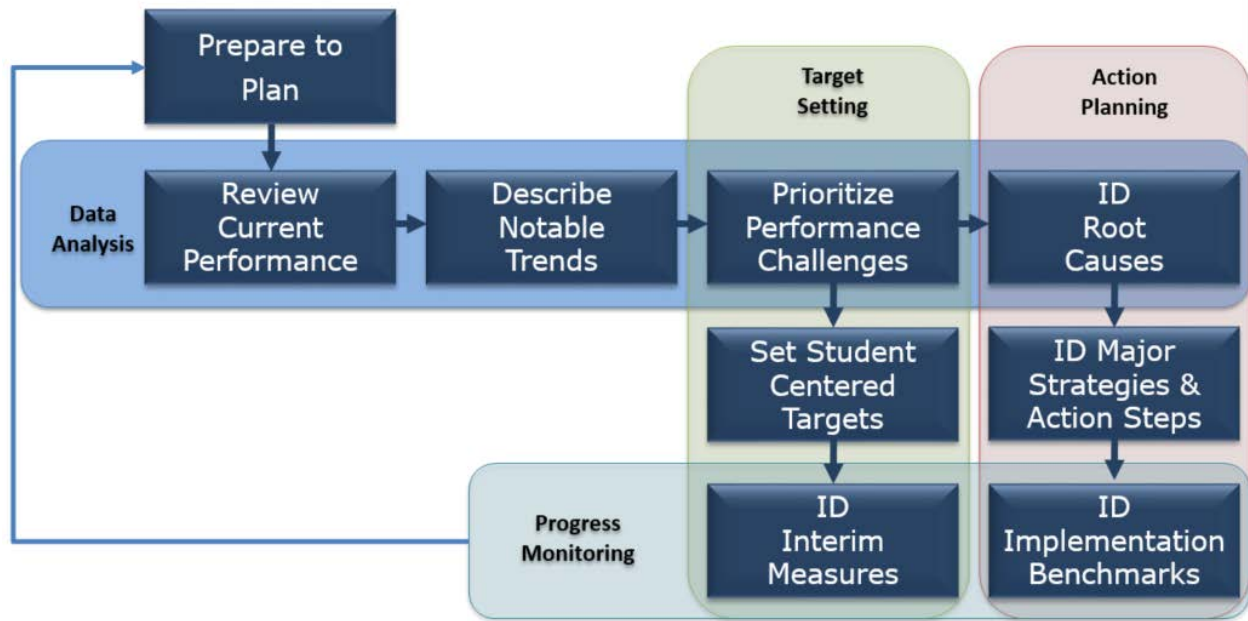 Prepare to
Plan
Target
Setting
Action
Planning
Data
Analysis
Review
Current
Performance
Describe
Notable
Trends
Prioritize
Performance
Challenges
ID
Root
Causes
Set Student
Centered
Targets
ID Major
Strategies &
Action Steps
Progress
Monitoring
ID
Interim
Measures
ID
Implementation
Benchmarks